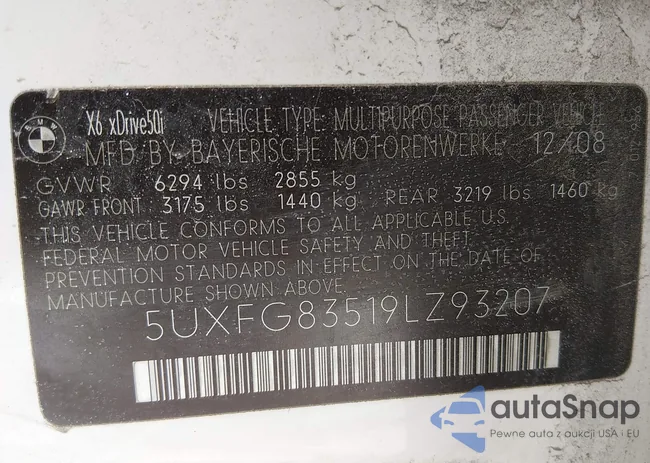 BMW
X6 xDrive50i VEHICLE TYPE: MULTIPURPOSE PASSENGER VEHICLE
MFD BY BAYERISCHE MOTORENWERKE 12/08
GVWR 6294 lbs 2855 kg
GAWR FRONT 3175 lbs 1440 kg REAR 3219 lbs 1460 kg
THIS VEHICLE CONFORMS TO ALL APPLICABLE U.S.
FEDERAL MOTOR VEHICLE SAFETY AND THEFT
PREVENTION STANDARDS IN EFFECT ON THE DATE OF
MANUFACTURE SHOWN ABOVE.
5UXFG83519LZ93207
autaSnap
Pewne auta z aukcji USA i EU